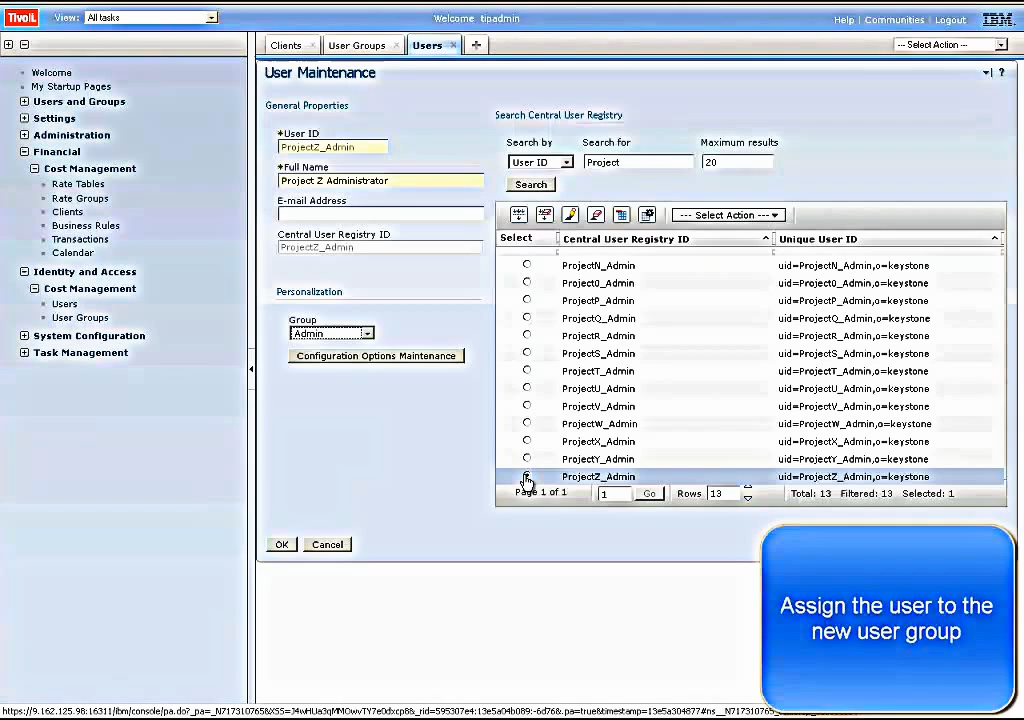 Tivoli. View: All tasks Welcome tipadmin Help | Communities | Logout IBM.
Clients User Groups Users --- Select Action ---
Welcome
My Startup Pages
Users and Groups
Settings
Administration
Financial
Cost Management
Rate Tables
Rate Groups
Clients
Business Rules
Transactions
Calendar
Identity and Access
Cost Management
Users
User Groups
System Configuration
Task Management
User Maintenance
General Properties
*User ID
ProjectZ_Admin
*Full Name
Project Z Administrator
E-mail Address
Central User Registry ID
ProjectZ_Admin
Personalization
Group
Admin
Configuration Options Maintenance
OK Cancel
Search Central User Registry
Search by Search for Maximum results
User ID Project 20
Search
--- Select Action ---
Select Central User Registry ID Unique User ID
ProjectN_Admin uid=ProjectN_Admin,o=keystone
ProjectO_Admin uid=ProjectO_Admin,o=keystone
ProjectP_Admin uid=ProjectP_Admin,o=keystone
ProjectQ_Admin uid=ProjectQ_Admin,o=keystone
ProjectR_Admin uid=ProjectR_Admin,o=keystone
ProjectS_Admin uid=ProjectS_Admin,o=keystone
ProjectT_Admin uid=ProjectT_Admin,o=keystone
ProjectU_Admin uid=ProjectU_Admin,o=keystone
ProjectV_Admin uid=ProjectV_Admin,o=keystone
ProjectW_Admin uid=ProjectW_Admin,o=keystone
ProjectX_Admin uid=ProjectX_Admin,o=keystone
ProjectY_Admin uid=ProjectY_Admin,o=keystone
ProjectZ_Admin uid=ProjectZ_Admin,o=keystone
Page 1 of 1 1 Go Rows 13 Total: 13 Filtered: 13 Selected: 1
Assign the user to the
new user group